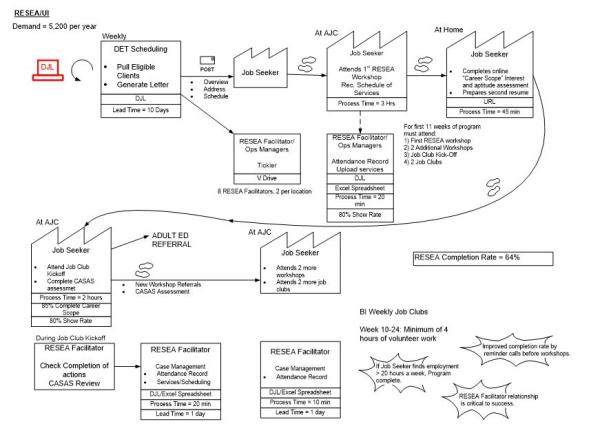 RESEA/UI
Demand = 5,200 per year
DJL
Weekly
DET Scheduling
Pull Eligible
Clients
Generate Letter
DJL
Lead Time = 10 Days
POST
Overview
Address
Schedule
Job Seeker
At AJC
Job Seeker
Attends 1st RESEA
Workshop
Rec. Schedule of
Services
Process Time = 3 Hrs
At Home
Job Seeker
Completes online
"Career Scope" Interest
and aptitude assessment
Prepares second resume
URL
Process Time = 45 min
RESEA Facilitator/
Ops Managers
Tickler
V Drive
8 RESEA Facilitators, 2 per location
RESEA Facilitator/
Ops Managers
Attendance Record
Upload services
DJL
Excel Spreadsheet
Process Time = 20
min
80% Show Rate
For first 11 weeks of program
must attend:
1) First RESEA workshop
2) 2 Additional Workshops
3) Job Club Kick-Off
4) 2 Job Clubs
At AJC
Job Seeker
Attend Job Club
Kickoff
Complete CASAS
assessmet
Process Time = 2 hours
85% Complete Career
Scope
80% Show Rate
ADULT ED
REFERRAL
New Workshop Referrals
CASAS Assessment
At AJC
Job Seeker
Attends 2 more
workshops
Attends 2 more job
clubs
RESEA Completion Rate = 64%
During Job Club Kickoff
RESEA Facilitator
Check Completion of
actions
CASAS Review
RESEA Facilitator
Case Management
Attendance Record
Services/Scheduling
DJL/Excel Spreadsheet
Process Time = 20 min
Lead Time = 1 day
RESEA Facilitator
Case Management
Attendance Record
DJL/Excel Spreadsheet
Process Time = 10 min
Lead Time = 1 day
BI Weekly Job Clubs
Week 10-24: Minimum of 4
hours of volunteer work
If Job Seeker finds employment
> 20 hours a week, Program
complete.
Improved completion rate by
reminder calls before workshops.
RESEA Facilitator relationship
is critical to success.